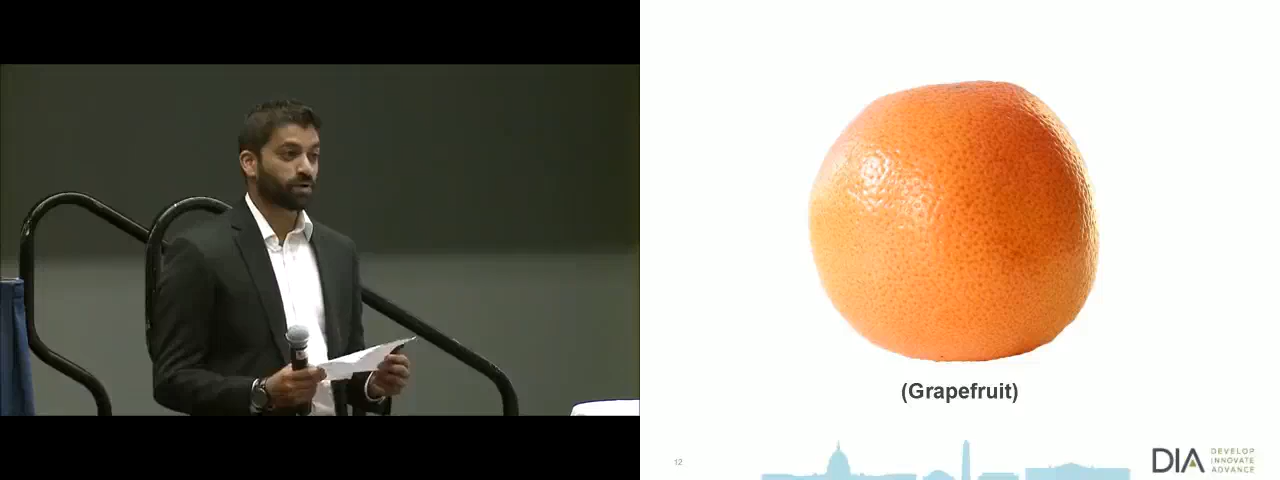 (Grapefruit)
12
DIA
DEVELOP
INNOVATE
ADVANCE